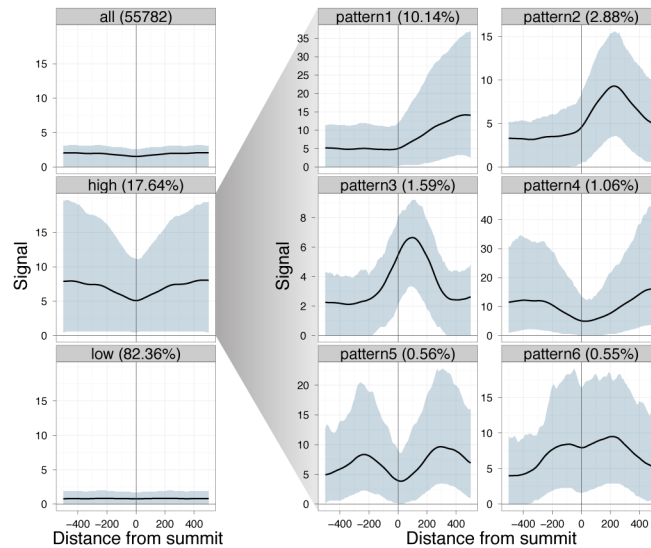 all (55782)
15
10
5
0
high (17.64%)
15
10
5
0
low (82.36%)
15
10
5
0
Signal
−400 −200 0 200 400
Distance from summit
pattern1 (10.14%)
35
30
25
20
15
10
5
0
pattern2 (2.88%)
15
10
5
0
pattern3 (1.59%)
8
6
4
2
0
pattern4 (1.06%)
40
30
20
10
0
pattern5 (0.56%)
20
15
10
5
0
pattern6 (0.55%)
20
15
10
5
0
Signal
−400 −200 0 200 400
−400 −200 0 200 400
Distance from summit